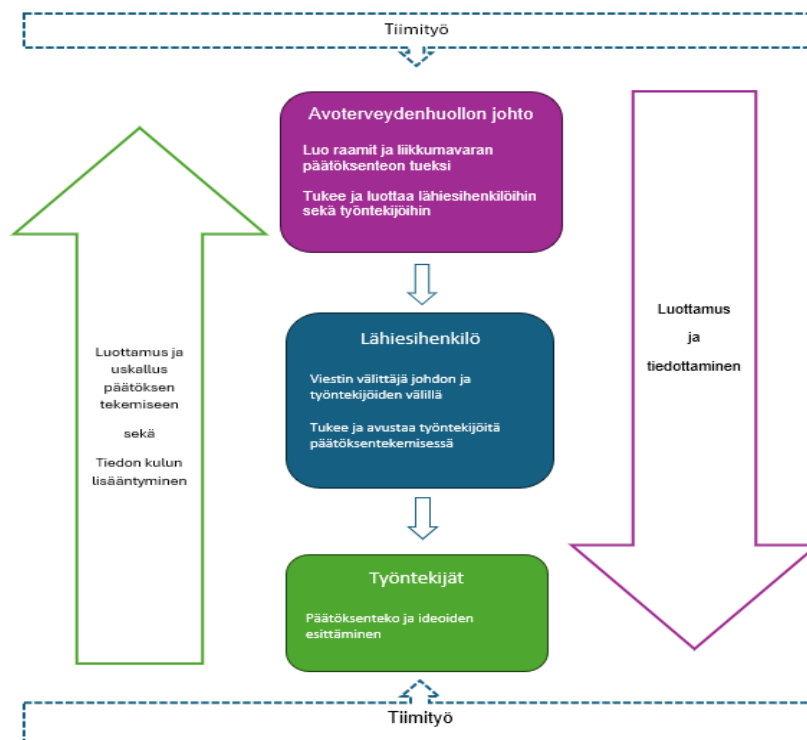 Tiimityö
Avoterveydenhuollon johto
Luo raamit ja liikkumavaran
päätöksenteon tueksi
Tukee ja luottaa lähiesihenkilöihin
sekä työntekijöihin
Luottamus ja
uskallus
päätöksen
tekemiseen
sekä
Tiedon kulun
lisääntyminen
Lähiesihenkilö
Viestin välittäjä johdon ja
työntekijöiden välillä
Tukee ja avustaa työntekijöitä
päätöksentekemisessä
Luottamus
ja
tiedottaminen
Työntekijät
Päätöksenteko ja ideoiden
esittäminen
Tiimityö